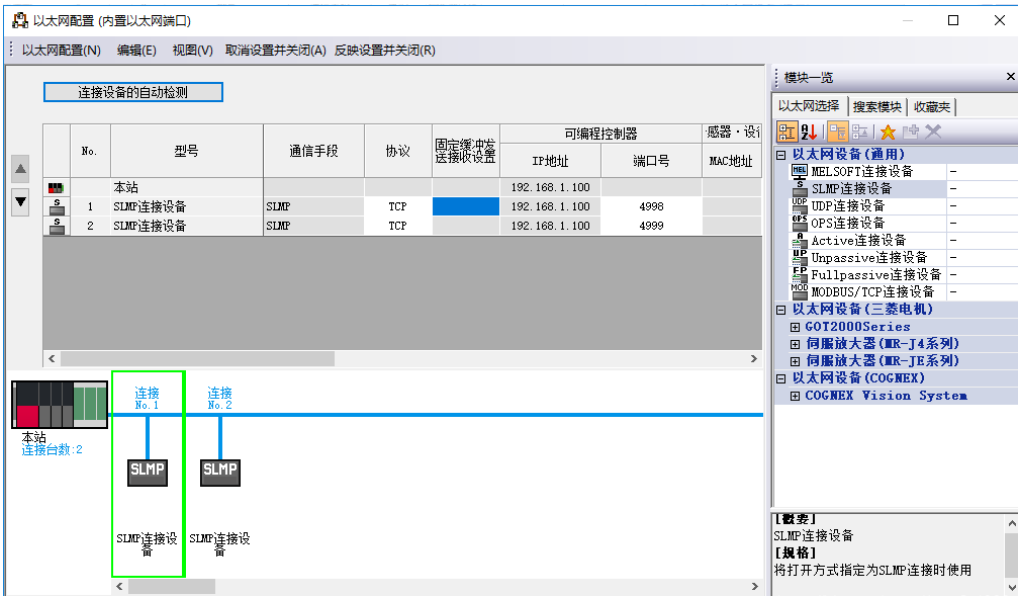 以太网配置 (内置以太网端口)
以太网配置(N) 编辑(E) 视图(V) 取消设置并关闭(A) 反映设置并关闭(R)
连接设备的自动检测
No. 型号 通信手段 协议 固定缓冲发送接收设置 可编程控制器 感器・设
IP地址 端口号 MAC地址
本站 192.168.1.100
1 SLMP连接设备 SLMP TCP 192.168.1.100 4998
2 SLMP连接设备 SLMP TCP 192.168.1.100 4999
本站
连接台数:2
连接
No.1
连接
No.2
SLMP
SLMP
SLMP连接设备
SLMP连接设备
模块一览
以太网选择 搜索模块 收藏夹
以太网设备(通用)
MELSOFT连接设备 -
SLMP连接设备 -
UDP连接设备 -
OPS连接设备 -
Active连接设备 -
Unpassive连接设备 -
Fullpassive连接设备 -
MODBUS/TCP连接设备 -
以太网设备(三菱电机)
GOT2000Series
伺服放大器(MR-J4系列)
伺服放大器(MR-JE系列)
以太网设备(COGNEX)
COGNEX Vision System
[概要]
SLMP连接设备
[规格]
将打开方式指定为SLMP连接时使用